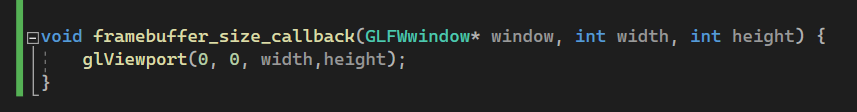 void framebuffer_size_callback(GLFWwindow* window, int width, int height) {
    glViewport(0, 0, width,height);
}